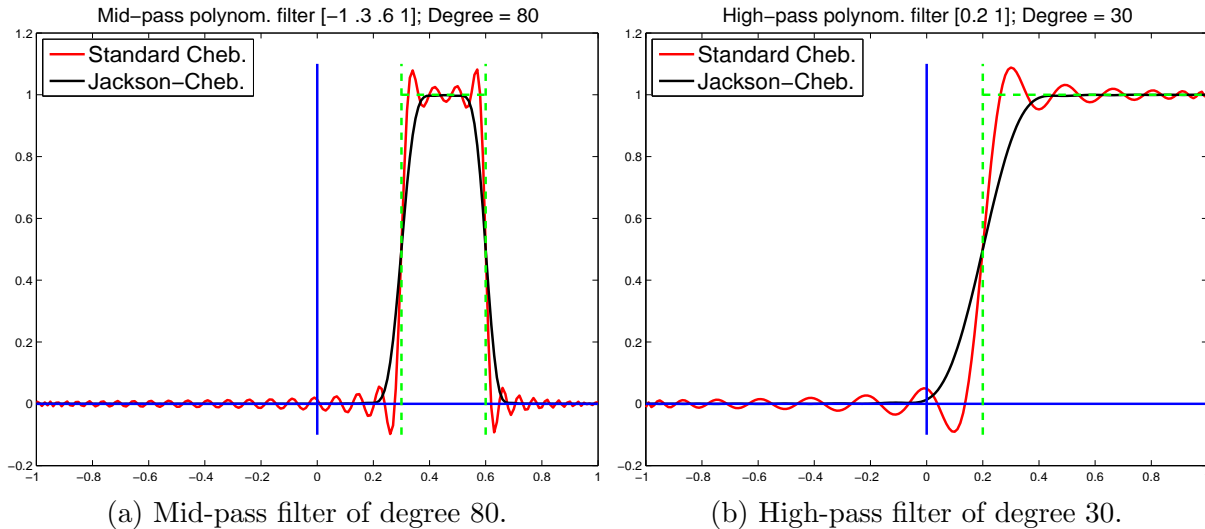 Mid−pass polynom. filter [−1 .3 .6 1]; Degree = 80
1.2
1
0.8
0.6
0.4
0.2
0
−0.2
−1 −0.8 −0.6 −0.4 −0.2 0 0.2 0.4 0.6 0.8 1
Standard Cheb.
Jackson−Cheb.
(a) Mid-pass filter of degree 80.
High−pass polynom. filter [0.2 1]; Degree = 30
1.2
1
0.8
0.6
0.4
0.2
0
−0.2
−1 −0.8 −0.6 −0.4 −0.2 0 0.2 0.4 0.6 0.8
Standard Cheb.
Jackson−Cheb.
(b) High-pass filter of degree 30.